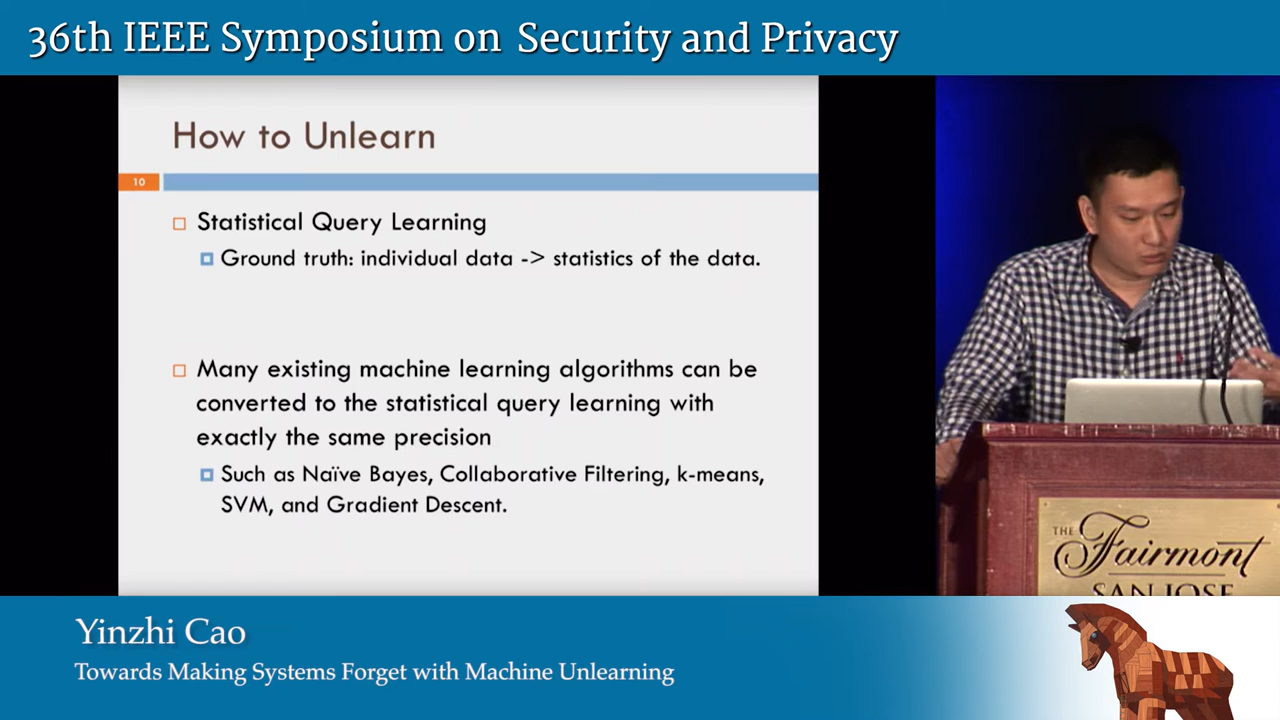 36th IEEE Symposium on Security and Privacy
How to Unlearn
10
Statistical Query Learning
Ground truth: individual data -> statistics of the data.
Many existing machine learning algorithms can be
converted to the statistical query learning with
exactly the same precision
Such as Naïve Bayes, Collaborative Filtering, k-means,
SVM, and Gradient Descent.
THE
Fairmont
SAN JOSE
Yinzhi Cao
Towards Making Systems Forget with Machine Unlearning